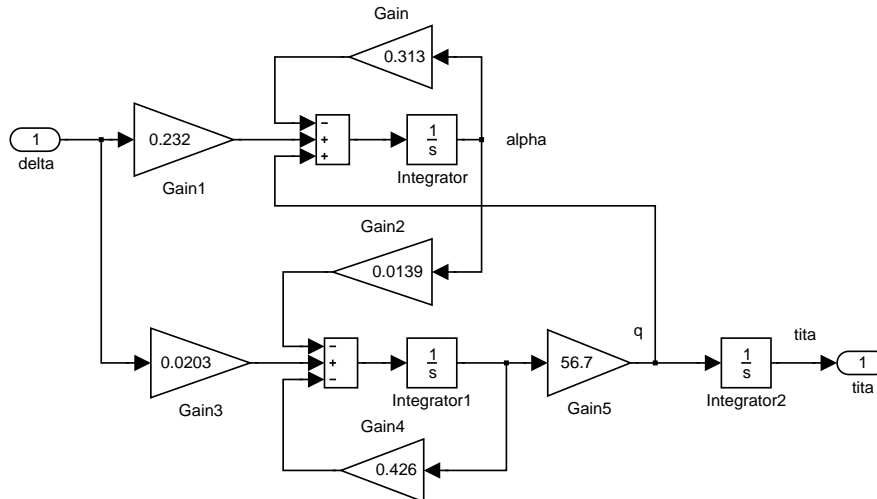 Gain
0.313
1
delta
0.232
Gain1
−
+
+
1
s
Integrator
alpha
Gain2
0.0139
0.0203
Gain3
−
+
−
1
s
Integrator1
56.7
Gain5
q
1
s
Integrator2
tita
1
tita
Gain4
0.426